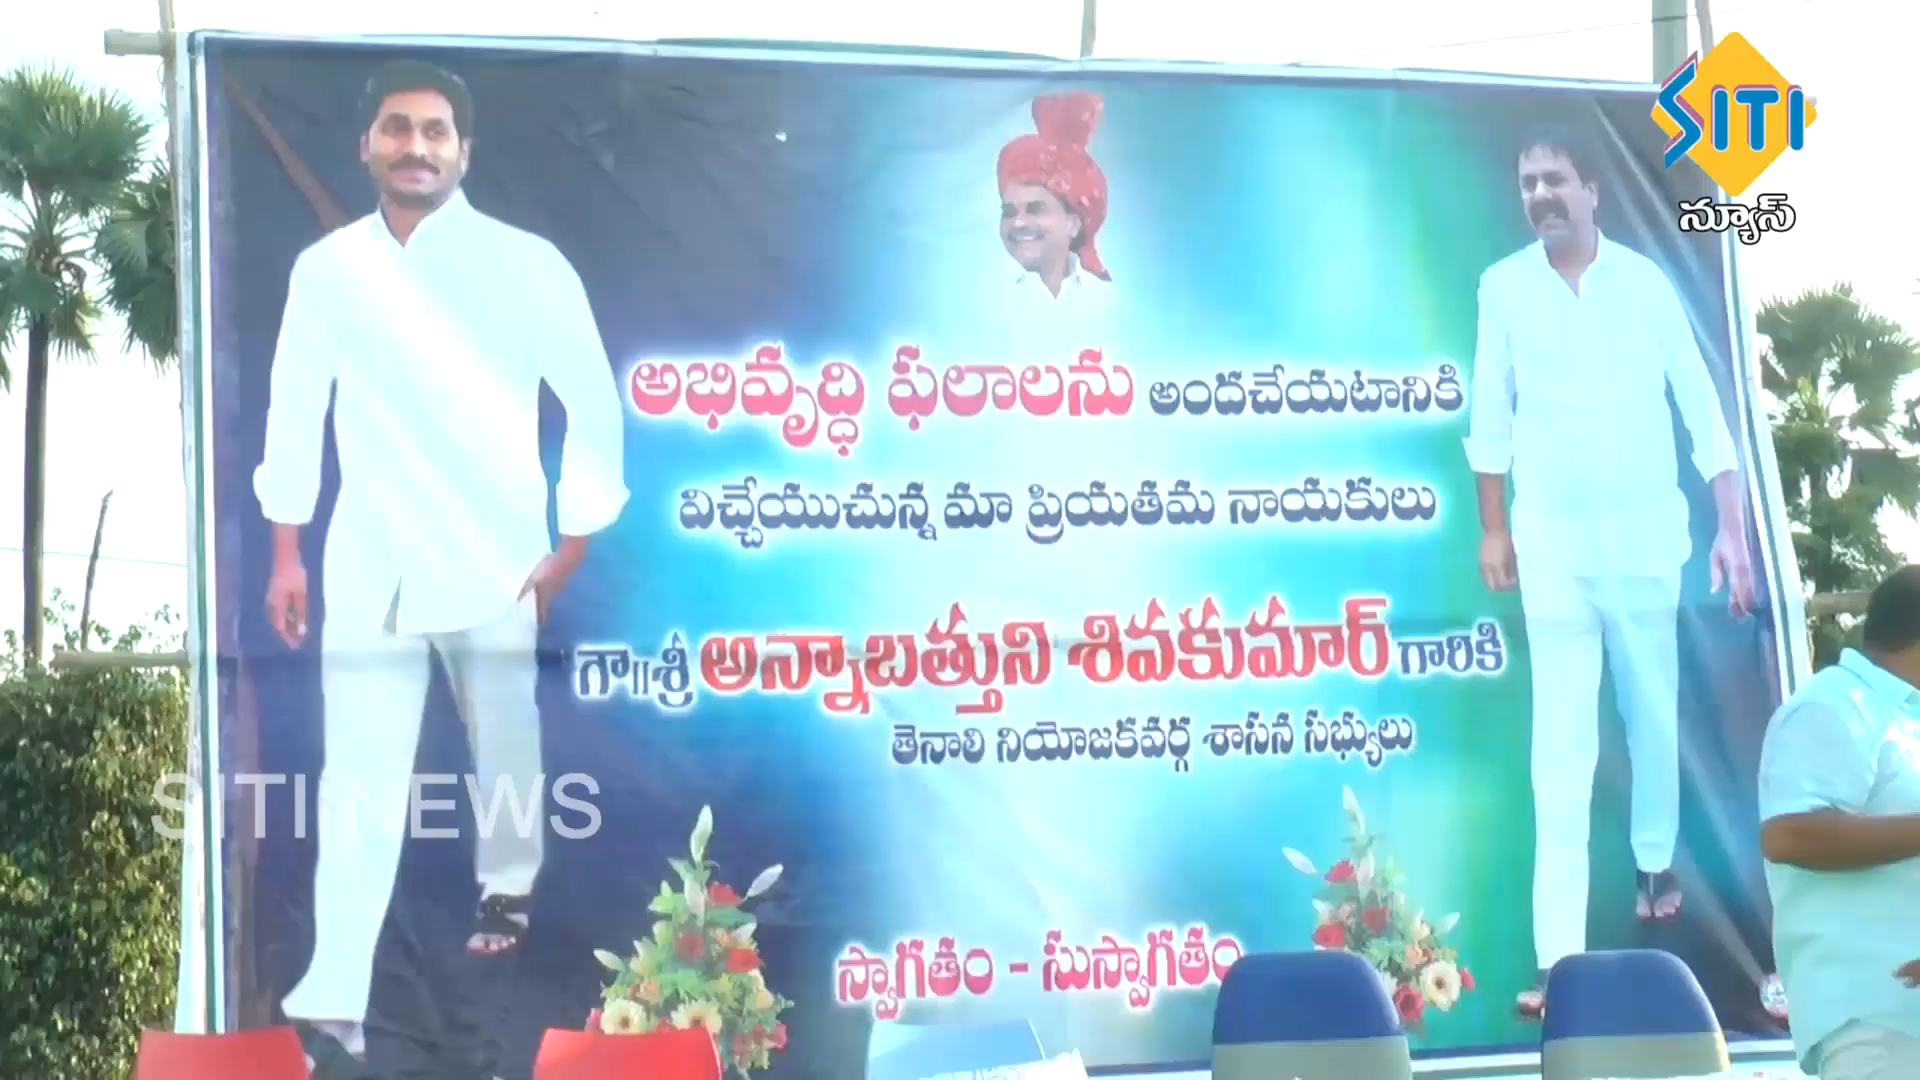 SITI
న్యూస్
అభివృద్ధి ఫలాలను అందచేయటానికి
విచ్చేయుచున్న మా ప్రియతమ నాయకులు
గౌ||శ్రీ అన్నాబత్తుని శివకుమార్ గారికి
తెనాలి నియోజకవర్గ శాసన సభ్యులు
SITI NEWS
స్వాగతం - సుస్వాగతం